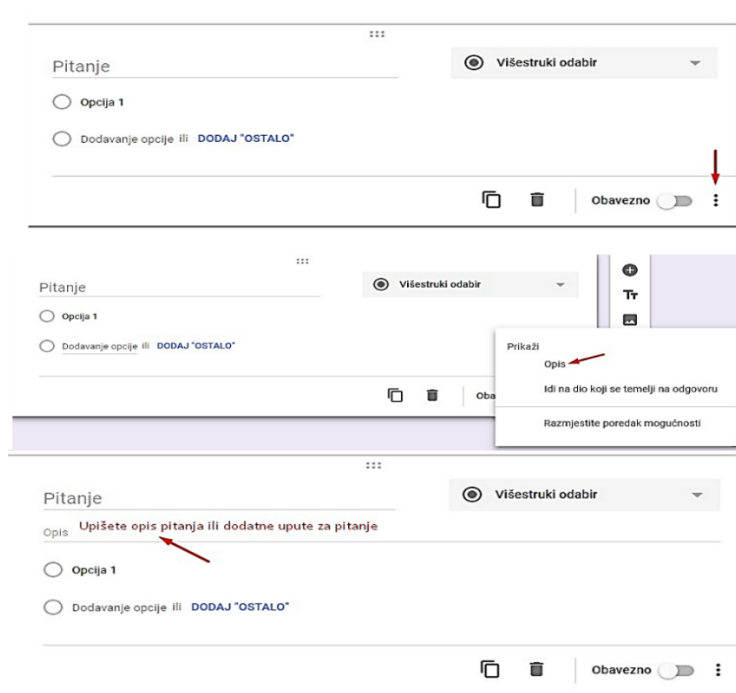 Pitanje
Višestruki odabir
Opcija 1
Dodavanje opcije ili DODAJ "OSTALO"
Obavezno
Pitanje
Višestruki odabir
Tт
Opcija 1
Dodavanje opcije ili DODAJ "OSTALO"
Prikaži
Opis
Oba
Idi na dio koji se temelji na odgovoru
Razmjestite poredak mogućnosti
Pitanje
Višestruki odabir
Opis Upišete opis pitanja ili dodatne upute za pitanje
Opcija 1
Dodavanje opcije ili DODAJ "OSTALO"
Obavezno